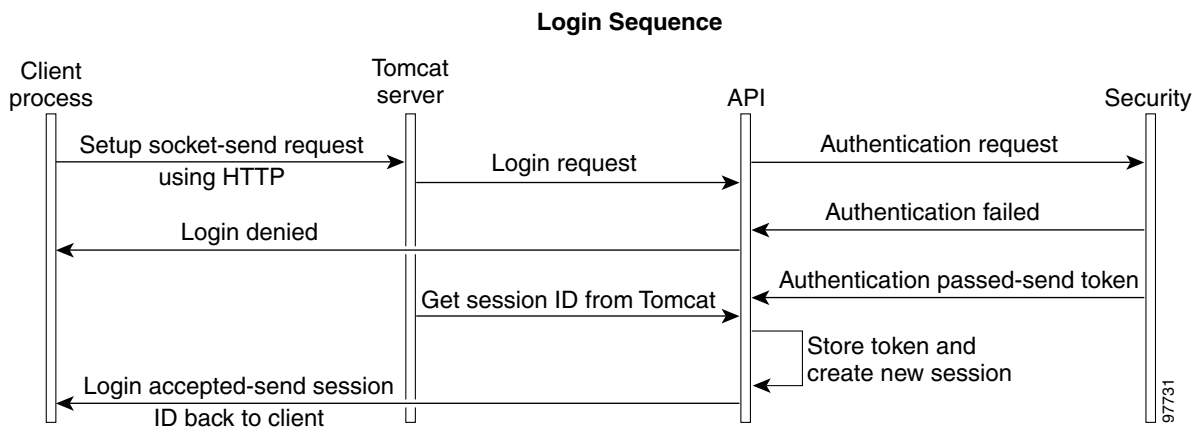 Login Sequence
Client
process
Tomcat
server
API
Security
Setup socket-send request
using HTTP
Login request
Authentication request
Authentication failed
Login denied
Authentication passed-send token
Get session ID from Tomcat
Store token and
create new session
Login accepted-send session
ID back to client
97731